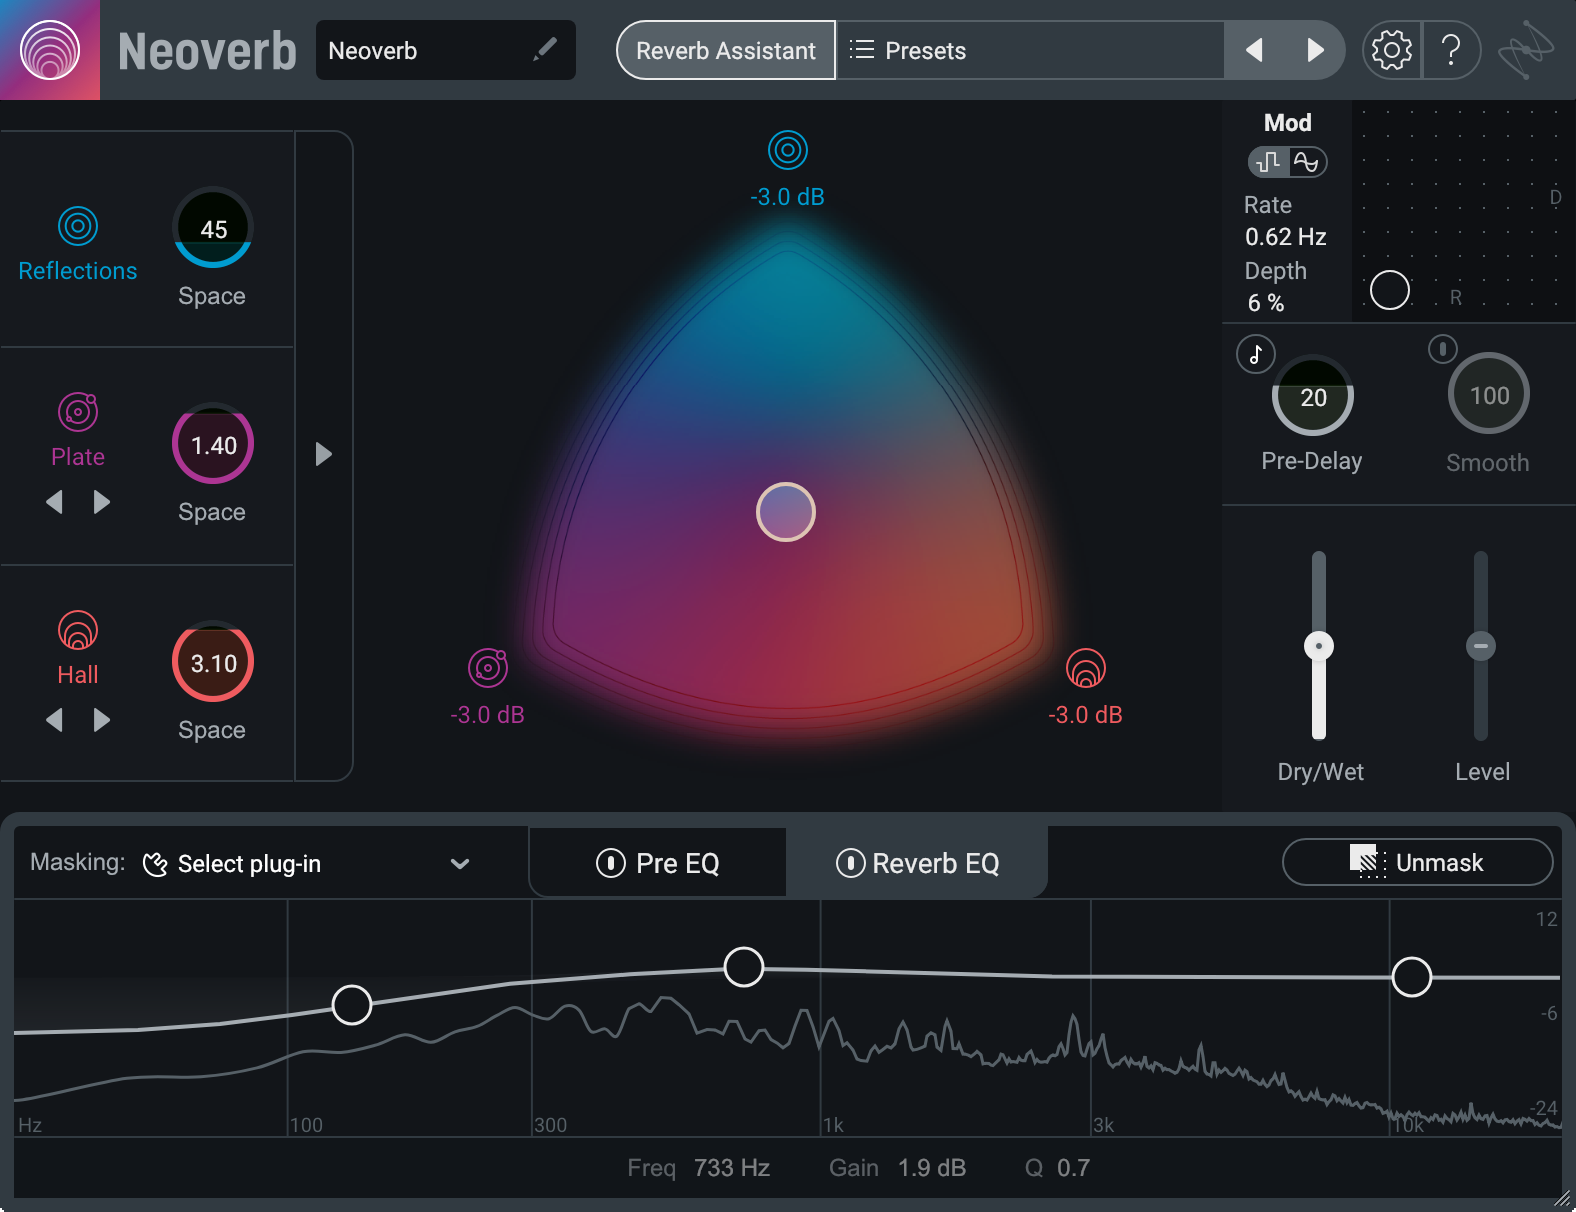 Neoverb
Neoverb
Reverb Assistant
Presets
?
Reflections
45
Space
Plate
1.40
Space
Hall
3.10
Space
-3.0 dB
-3.0 dB
-3.0 dB
Mod
Rate
0.62 Hz
Depth
6 %
D
R
20
Pre-Delay
100
Smooth
Dry/Wet
Level
Masking: Select plug-in
Pre EQ
Reverb EQ
Unmask
12
-6
-24
Hz 100 300 1k 3k 10k
Freq 733 Hz Gain 1.9 dB Q 0.7